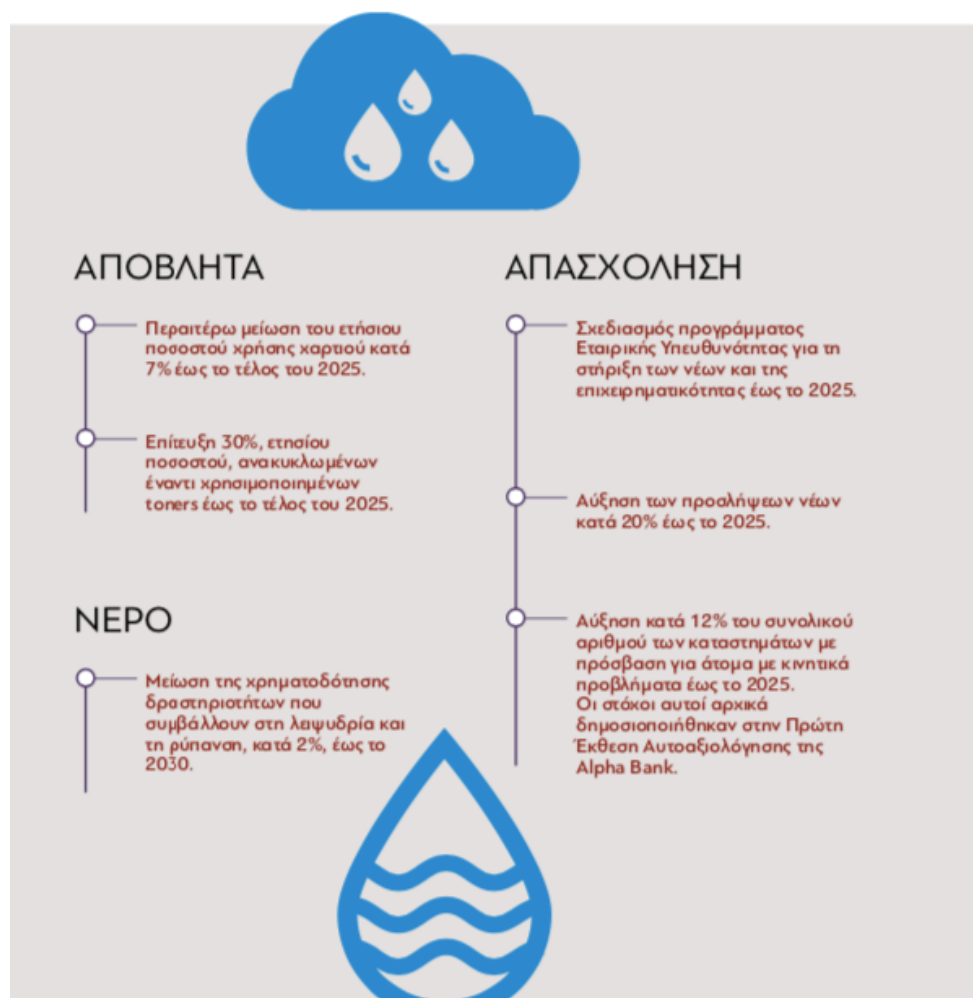 ΑΠΟΒΛΗΤΑ
Περαιτέρω μείωση του ετήσιου
ποσοστού χρήσης χαρτιού κατά
7% έως το τέλος του 2025.
Επίτευξη 30%, ετησίου
ποσοστού, ανακυκλωμένων
έναντι χρησιμοποιημένων
toners έως το τέλος του 2025.
ΝΕΡΟ
Μείωση της χρηματοδότησης
δραστηριοτήτων που
συμβάλλουν στη λειψυδρία και
τη ρύπανση, κατά 2%, έως το
2030.
ΑΠΑΣΧΟΛΗΣΗ
Σχεδιασμός προγράμματος
Εταιρικής Υπευθυνότητας για τη
στήριξη των νέων και της
επιχειρηματικότητας έως το 2025.
Αύξηση των προσλήψεων νέων
κατά 20% έως το 2025.
Αύξηση κατά 12% του συνολικού
αριθμού των καταστημάτων με
πρόσβαση για άτομα με κινητικά
προβλήματα έως το 2025.
Οι στόχοι αυτοί αρχικά
δημοσιοποιήθηκαν στην Πρώτη
Έκθεση Αυτοαξιολόγησης της
Alpha Bank.